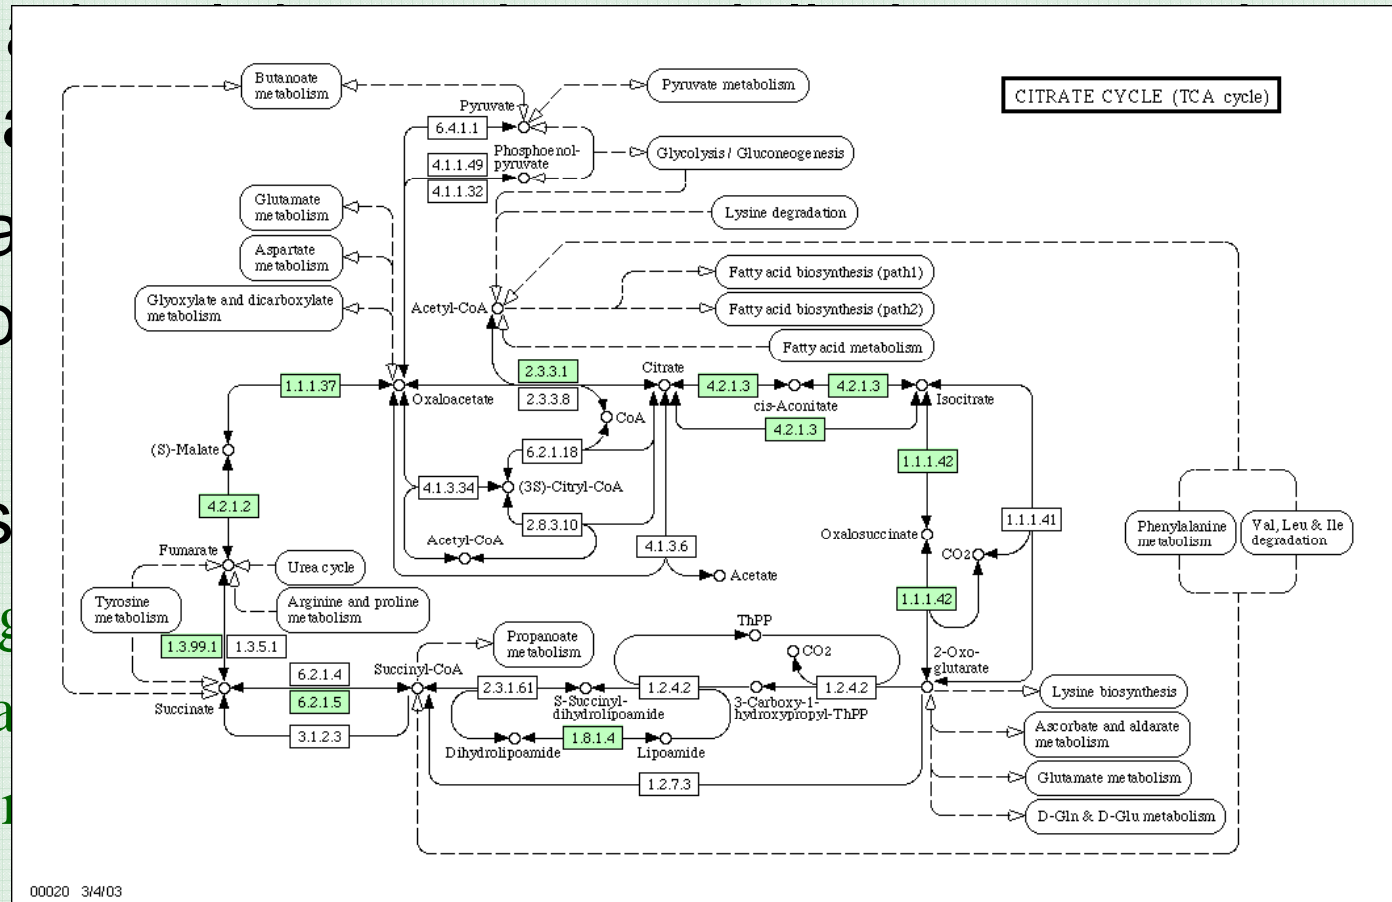 CITRATE CYCLE (TCA cycle)
Butanoate
metabolism
Pyruvate metabolism
Pyruvate
6.4.1.1
Phosphoenol-
pyruvate
4.1.1.49
4.1.1.32
Glycolysis / Gluconeogenesis
Glutamate
metabolism
Lysine degradation
Aspartate
metabolism
Fatty acid biosynthesis (path1)
Glyoxylate and dicarboxylate
metabolism
Acetyl-CoA
Fatty acid biosynthesis (path2)
Fatty acid metabolism
1.1.1.37
Oxaloacetate
2.3.3.1
2.3.3.8
Citrate
4.2.1.3
cis-Aconitate
4.2.1.3
Isocitrate
4.2.1.3
CoA
(S)-Malate
6.2.1.18
1.1.1.42
4.1.3.34
(3S)-Citryl-CoA
4.2.1.2
2.8.3.10
1.1.1.41
Phenylalanine
metabolism
Val, Leu & Ile
degradation
Acetyl-CoA
4.1.3.6
Oxalosuccinate
CO2
Fumarate
Urea cycle
Acetate
Tyrosine
metabolism
Arginine and proline
metabolism
1.1.1.42
1.3.99.1
1.3.5.1
Propanoate
metabolism
ThPP
CO2
2-Oxo-
glutarate
6.2.1.4
Succinyl-CoA
2.3.1.61
1.2.4.2
1.2.4.2
Succinate
6.2.1.5
S-Succinyl-
dihydrolipoamide
3-Carboxy-1-
hydroxypropyl-ThPP
Lysine biosynthesis
3.1.2.3
Dihydrolipoamide
1.8.1.4
Lipoamide
Ascorbate and aldarate
metabolism
1.2.7.3
Glutamate metabolism
D-Gln & D-Glu metabolism
00020 3/4/03